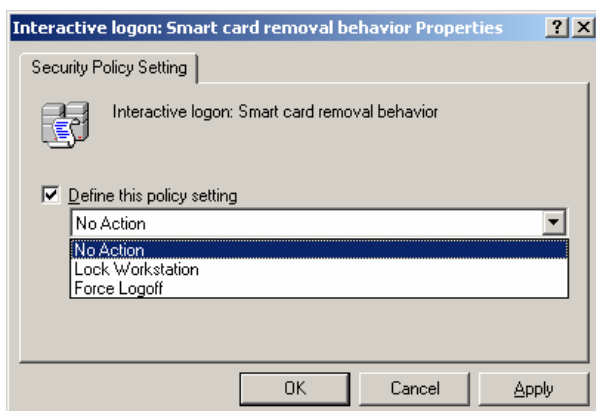 Interactive logon: Smart card removal behavior Properties
Security Policy Setting
Interactive logon: Smart card removal behavior
Define this policy setting
No Action
No Action
Lock Workstation
Force Logoff
OK Cancel Apply